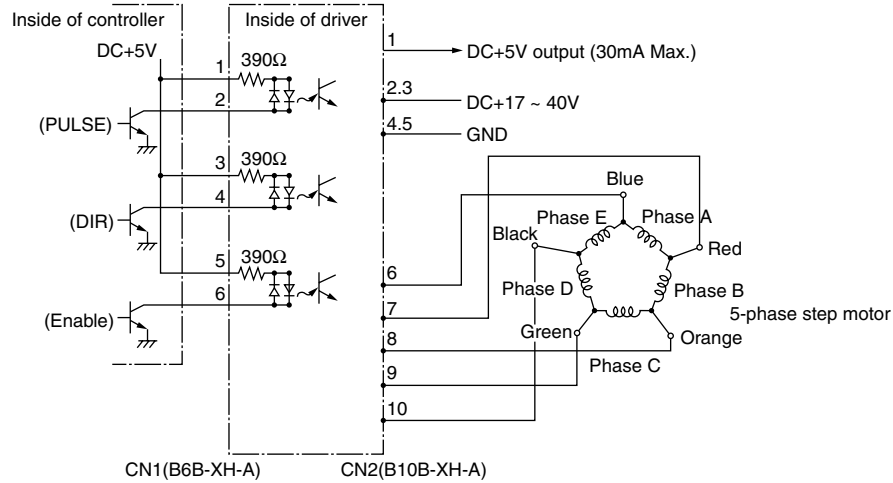 Inside of controller
Inside of driver
DC+5V
1
390Ω
2
(PULSE)
3
390Ω
4
(DIR)
5
390Ω
6
(Enable)
1
DC+5V output (30mA Max.)
2.3
DC+17 ~ 40V
4.5
GND
Blue
Phase E
Phase A
Black
Red
6
Phase D
Phase B
7
5-phase step motor
Green
Orange
8
Phase C
9
10
CN1(B6B-XH-A)
CN2(B10B-XH-A)